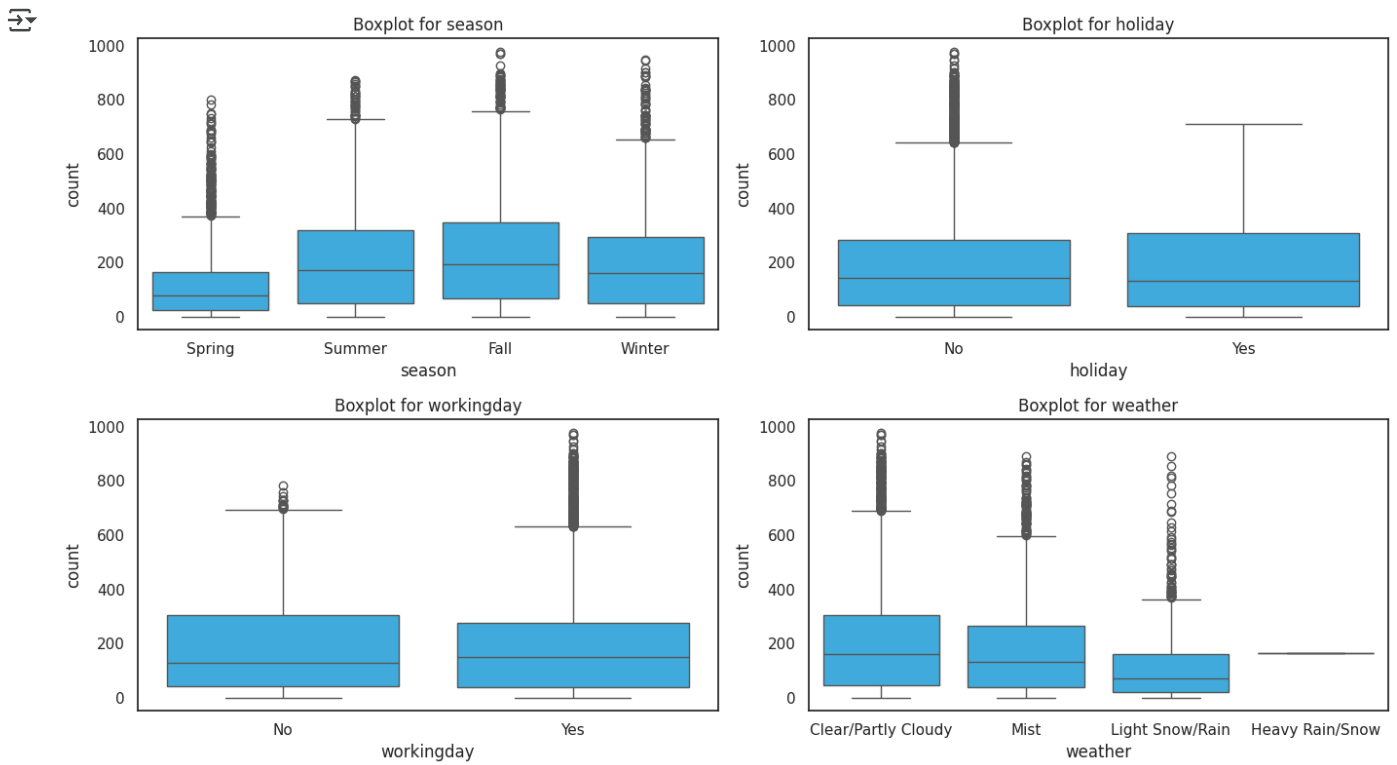 Boxplot for season
1000
800
600
400
200
0
count
Spring Summer Fall Winter
season
Boxplot for holiday
1000
800
600
400
200
0
count
No Yes
holiday
Boxplot for workingday
1000
800
600
400
200
0
count
No Yes
workingday
Boxplot for weather
1000
800
600
400
200
0
count
Clear/Partly Cloudy Mist Light Snow/Rain Heavy Rain/Snow
weather